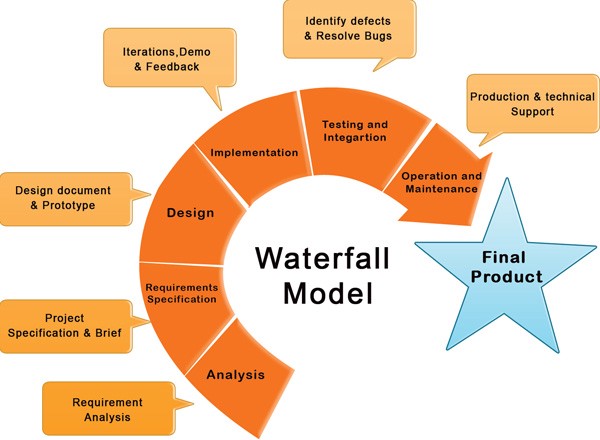 Identify defects
& Resolve Bugs
Iterations,Demo
& Feedback
Production & technical
Support
Testing and
Integartion
Implementation
Operation and
Maintenance
Design document
& Prototype
Design
Waterfall
Model
Final
Product
Requirements
Specification
Project
Specification & Brief
Analysis
Requirement
Analysis